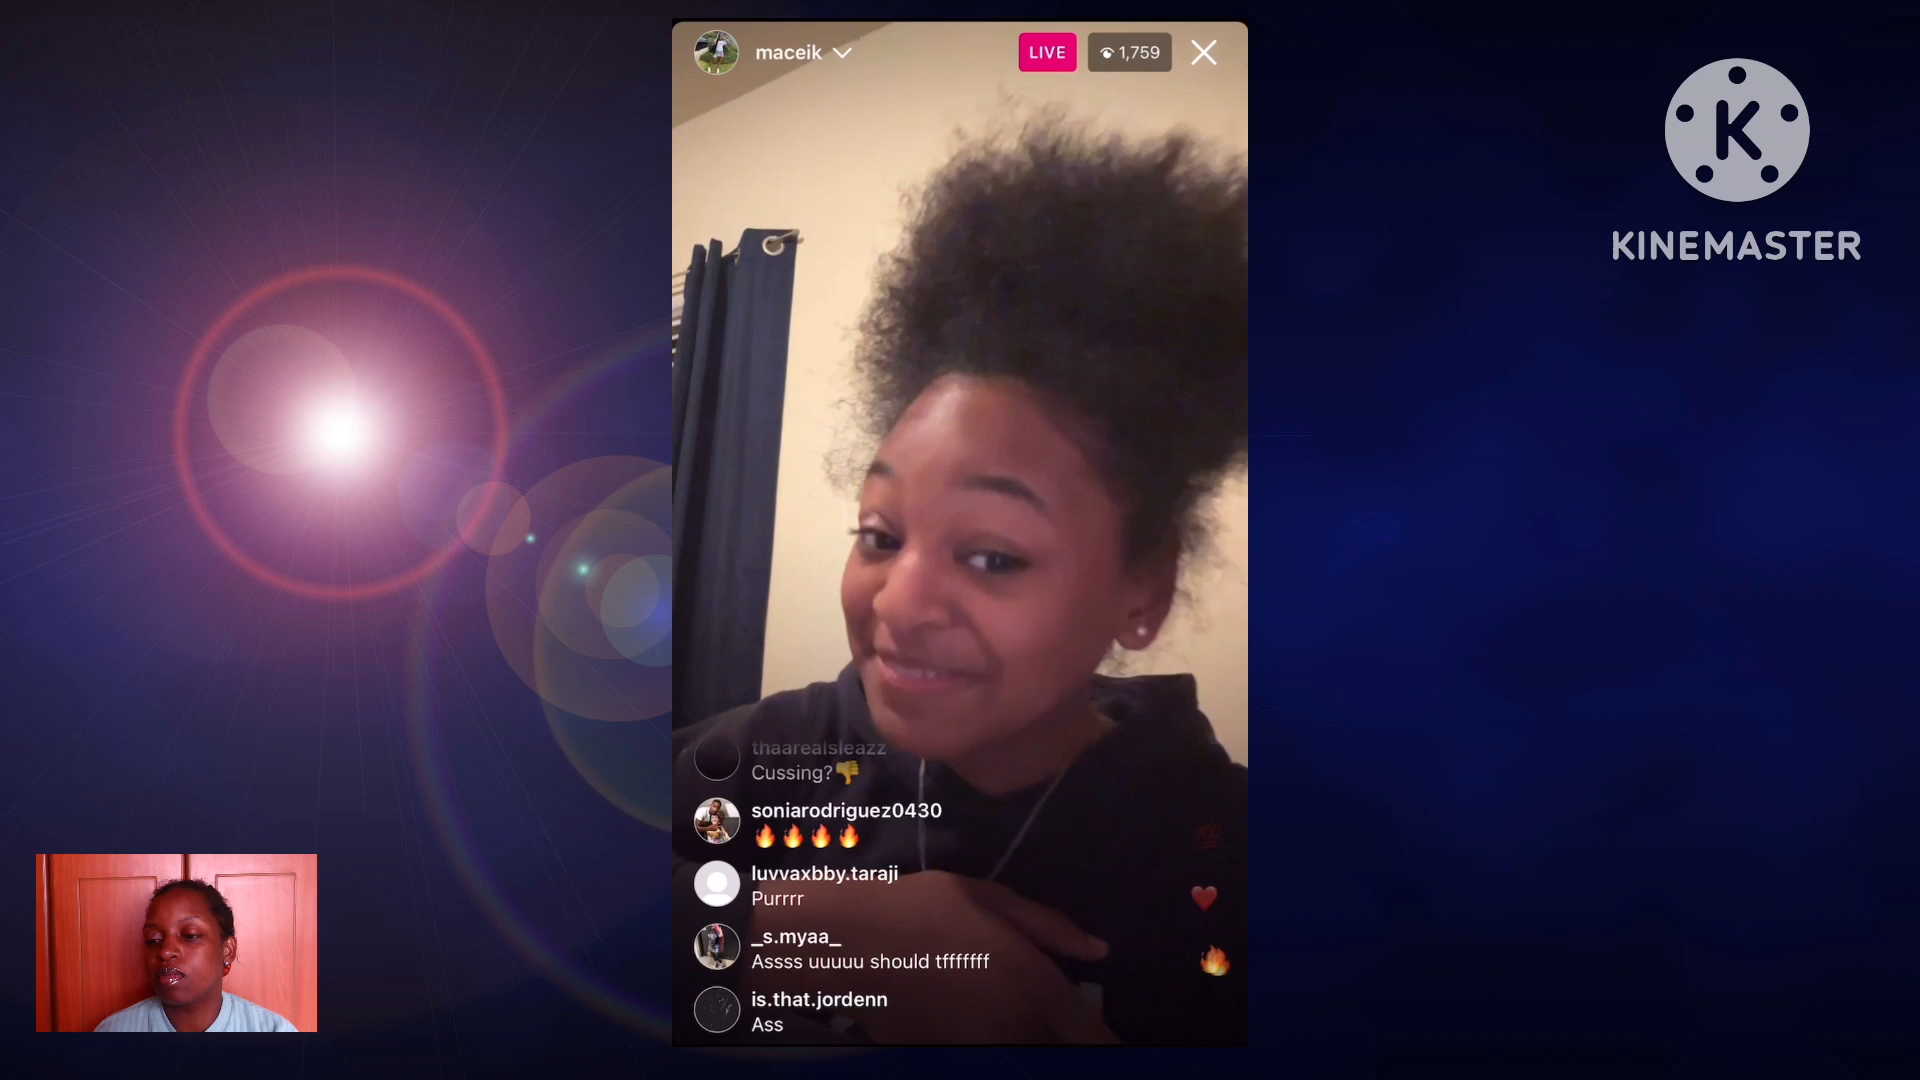 maceik
LIVE
1,759
K
KINEMASTER
thaarealsleazz
Cussing?👎
soniarodriguez0430
🔥🔥🔥🔥
luvvaxbby.taraji
Purrrr
_s.myaa_
Assss uuuuu should tfffffff
is.that.jordenn
Ass